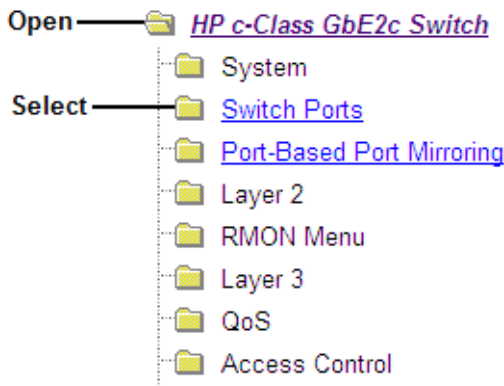 Open HP c-Class GbE2c Switch
System
Select Switch Ports
Port-Based Port Mirroring
Layer 2
RMON Menu
Layer 3
QoS
Access Control